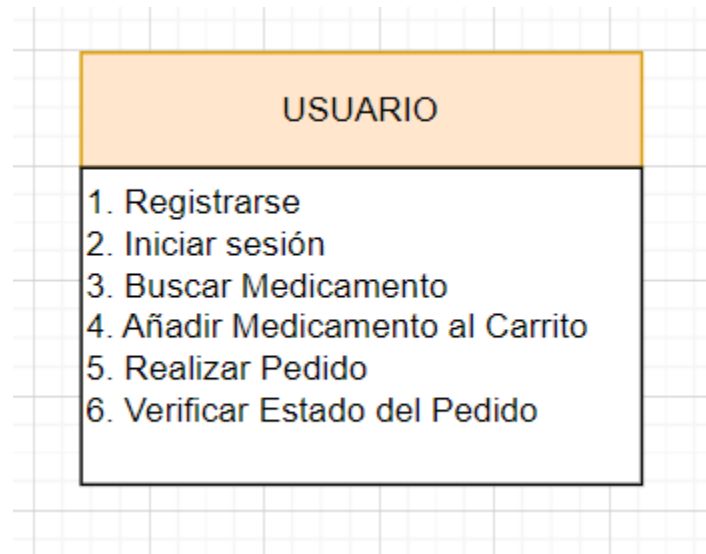 USUARIO
1. Registrarse
2. Iniciar sesión
3. Buscar Medicamento
4. Añadir Medicamento al Carrito
5. Realizar Pedido
6. Verificar Estado del Pedido